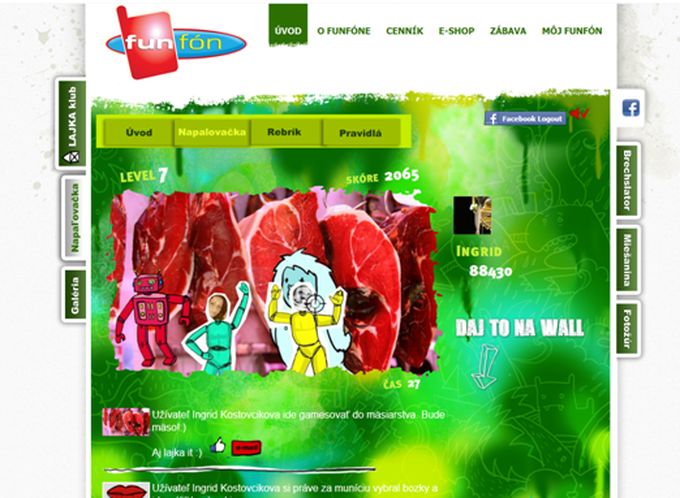 funfón
ÚVOD O FUNFÓNE CENNÍK E-SHOP ZÁBAVA MÔJ FUNFÓN
LAJKA klub
Napaľovačka
Galéria
Úvod Napalovačka Rebrík Pravidlá
Facebook Logout
LEVEL 7
SKÓRE 2065
INGRID
88430
DAJ TO NA WALL
ČAS 27
Brechslator
Miešanina
Fotožúr
Užívateľ Ingrid Kostovcikova ide gamesovať do mäsiarstva. Bude
mäso!:)
Aj lajka it :)
Užívateľ Ingrid Kostovcikova si práve za muníciu vybral bozky a